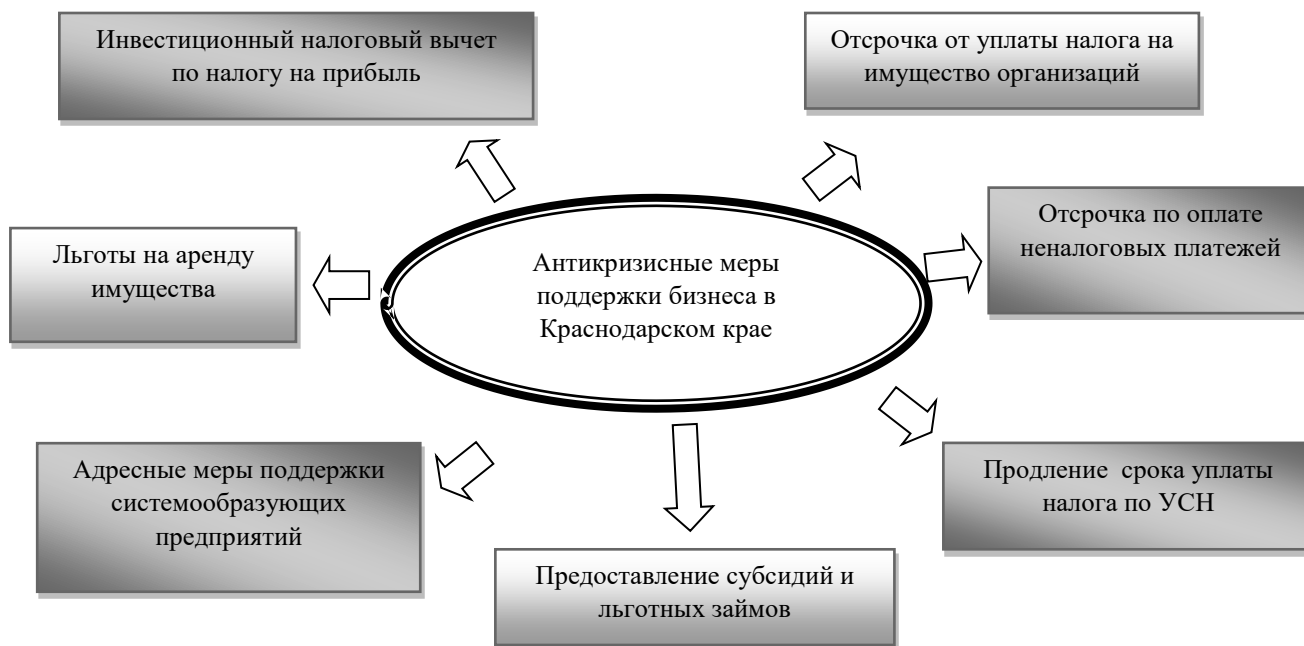 Инвестиционный налоговый вычет
по налогу на прибыль
Отсрочка от уплаты налога на
имущество организаций
Отсрочка по оплате
неналоговых платежей
Льготы на аренду
имущества
Антикризисные меры
поддержки бизнеса в
Краснодарском крае
Адресные меры поддержки
системообразующих
предприятий
Продление срока уплаты
налога по УСН
Предоставление субсидий и
льготных займов